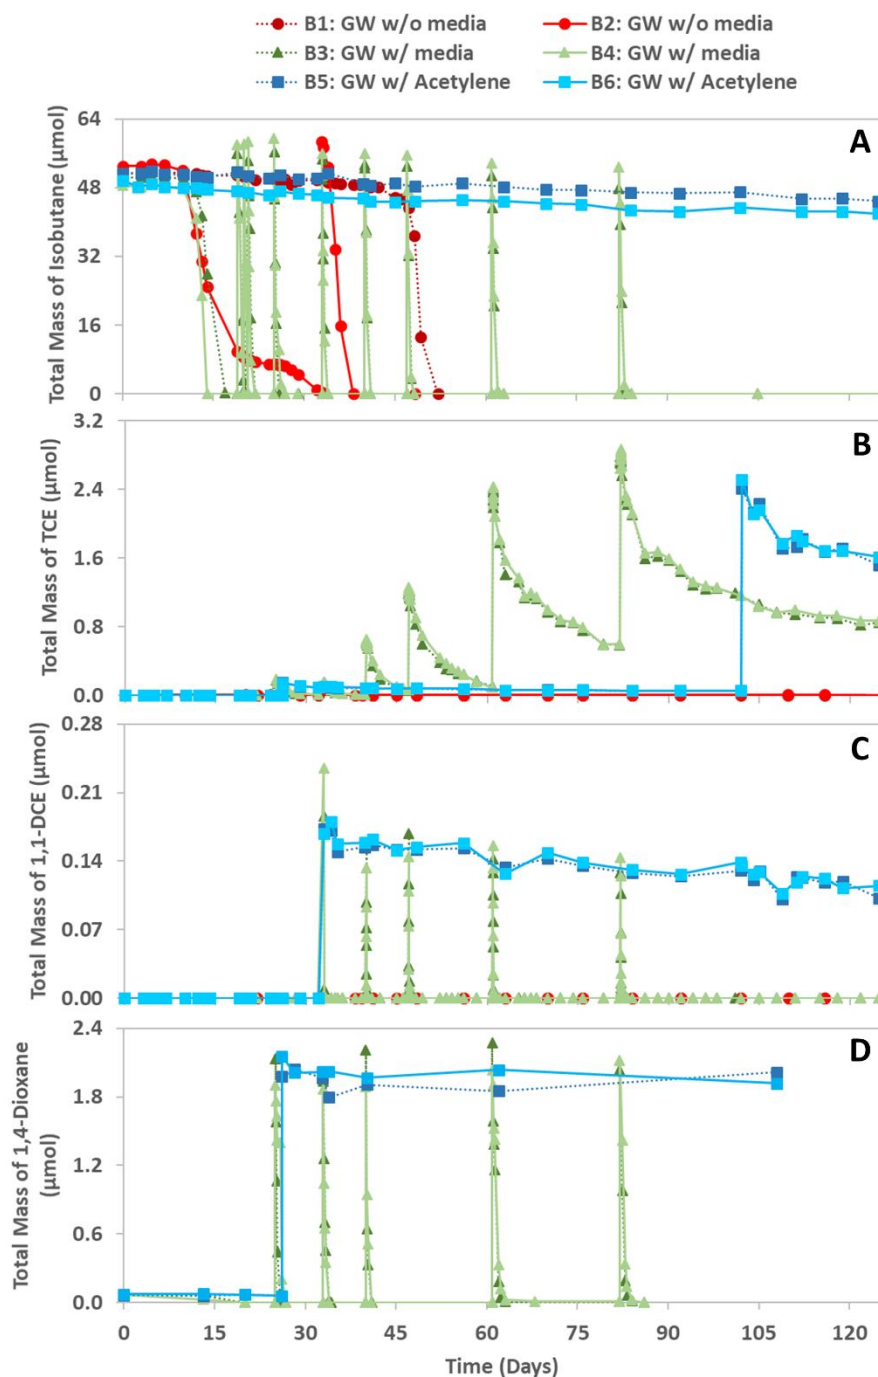 B1: GW w/o media B2: GW w/o media
B3: GW w/ media B4: GW w/ media
B5: GW w/ Acetylene B6: GW w/ Acetylene
A
Total Mass of Isobutane (μmol)
64
48
32
16
0
B
Total Mass of TCE (μmol)
3.2
2.4
1.6
0.8
0.0
C
Total Mass of 1,1-DCE (μmol)
0.28
0.21
0.14
0.07
0.00
D
Total Mass of 1,4-Dioxane
(μmol)
2.4
1.8
1.2
0.6
0.0
0 15 30 45 60 75 90 105 120
Time (Days)